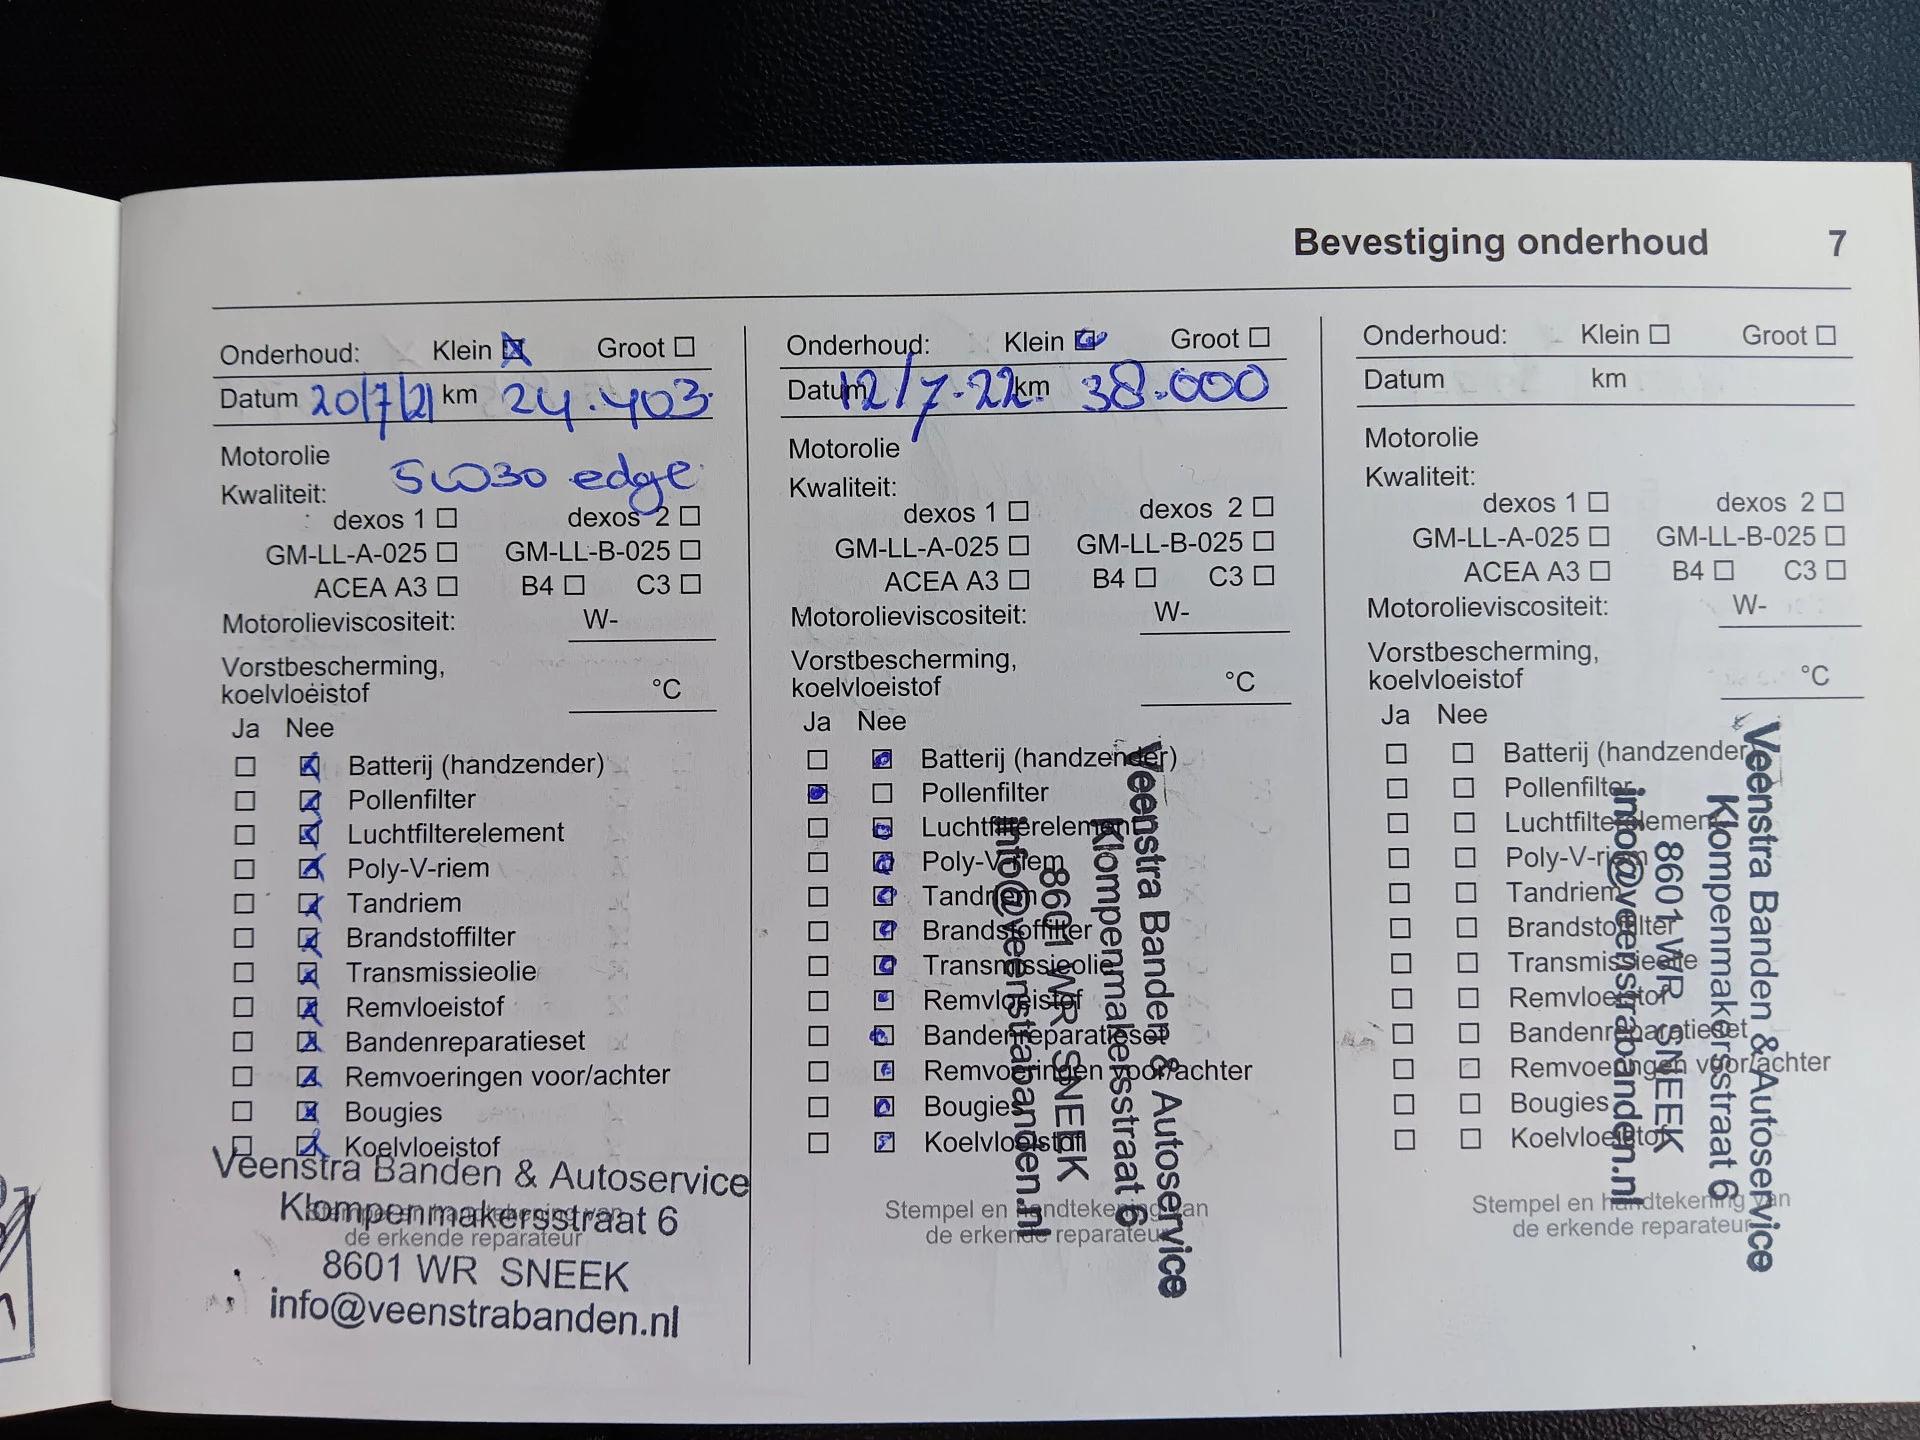 Bevestiging onderhoud 7
Onderhoud: Klein Groot
Datum 20/7/21 km 24.403.
Motorolie
5W30 edge
Kwaliteit:
dexos 1 dexos 2
GM-LL-A-025 GM-LL-B-025
ACEA A3 B4 C3
Motorolieviscositeit: W-
Vorstbescherming,
koelvloeistof °C
Ja Nee
Batterij (handzender)
Pollenfilter
Luchtfilterelement
Poly-V-riem
Tandriem
Brandstoffilter
Transmissieolie
Remvloeistof
Bandenreparatieset
Remvoeringen voor/achter
Bougies
Koelvloeistof
Veenstra Banden & Autoservice
Klompenmakersstraat 6
Stempel en handtekening van
de erkende reparateur
8601 WR SNEEK
info@veenstrabanden.nl
Onderhoud: Klein Groot
Datum 12/7-22 km 38.000
Motorolie
Kwaliteit:
dexos 1 dexos 2
GM-LL-A-025 GM-LL-B-025
ACEA A3 B4 C3
Motorolieviscositeit: W-
Vorstbescherming,
koelvloeistof °C
Ja Nee
Batterij (handzender)
Pollenfilter
Luchtfilterelement
Poly-V-riem
Tandriem
Brandstoffilter
Transmissieolie
Remvloeistof
Bandenreparatieset
Remvoeringen voor/achter
Bougies
Koelvloeistof
Stempel en handtekening van
de erkende reparateur
Veenstra Banden & Autoservice
Klompenmakersstraat 6
8601 WR SNEEK
info@veenstrabanden.nl
Onderhoud: Klein Groot
Datum km
Motorolie
Kwaliteit:
dexos 1 dexos 2
GM-LL-A-025 GM-LL-B-025
ACEA A3 B4 C3
Motorolieviscositeit: W-
Vorstbescherming,
koelvloeistof °C
Ja Nee
Batterij (handzender)
Pollenfilter
Luchtfilterelement
Poly-V-riem
Tandriem
Brandstoffilter
Transmissieolie
Remvloeistof
Bandenreparatieset
Remvoeringen voor/achter
Bougies
Koelvloeistof
Stempel en handtekening van
de erkende reparateur
Veenstra Banden & Autoservice
Klompenmakersstraat 6
8601 WR SNEEK
info@veenstrabanden.nl